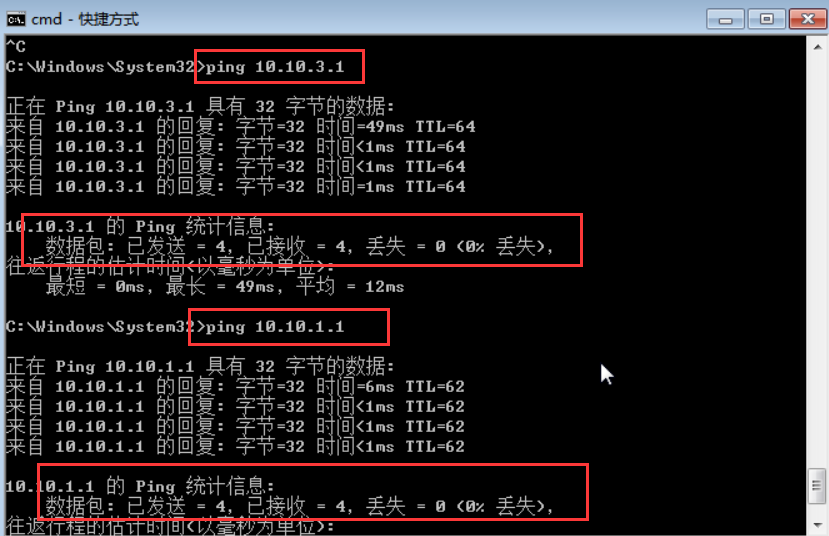 cmd - 快捷方式
^C
C:\Windows\System32>ping 10.10.3.1
正在 Ping 10.10.3.1 具有 32 字节的数据:
来自 10.10.3.1 的回复: 字节=32 时间=49ms TTL=64
来自 10.10.3.1 的回复: 字节=32 时间<1ms TTL=64
来自 10.10.3.1 的回复: 字节=32 时间<1ms TTL=64
来自 10.10.3.1 的回复: 字节=32 时间=1ms TTL=64
10.10.3.1 的 Ping 统计信息:
数据包: 已发送 = 4, 已接收 = 4, 丢失 = 0 (0% 丢失),
往返行程的估计时间(以毫秒为单位):
最短 = 0ms, 最长 = 49ms, 平均 = 12ms
C:\Windows\System32>ping 10.10.1.1
正在 Ping 10.10.1.1 具有 32 字节的数据:
来自 10.10.1.1 的回复: 字节=32 时间=6ms TTL=62
来自 10.10.1.1 的回复: 字节=32 时间<1ms TTL=62
来自 10.10.1.1 的回复: 字节=32 时间<1ms TTL=62
来自 10.10.1.1 的回复: 字节=32 时间<1ms TTL=62
10.10.1.1 的 Ping 统计信息:
数据包: 已发送 = 4, 已接收 = 4, 丢失 = 0 (0% 丢失),
往返行程的估计时间(以毫秒为单位):